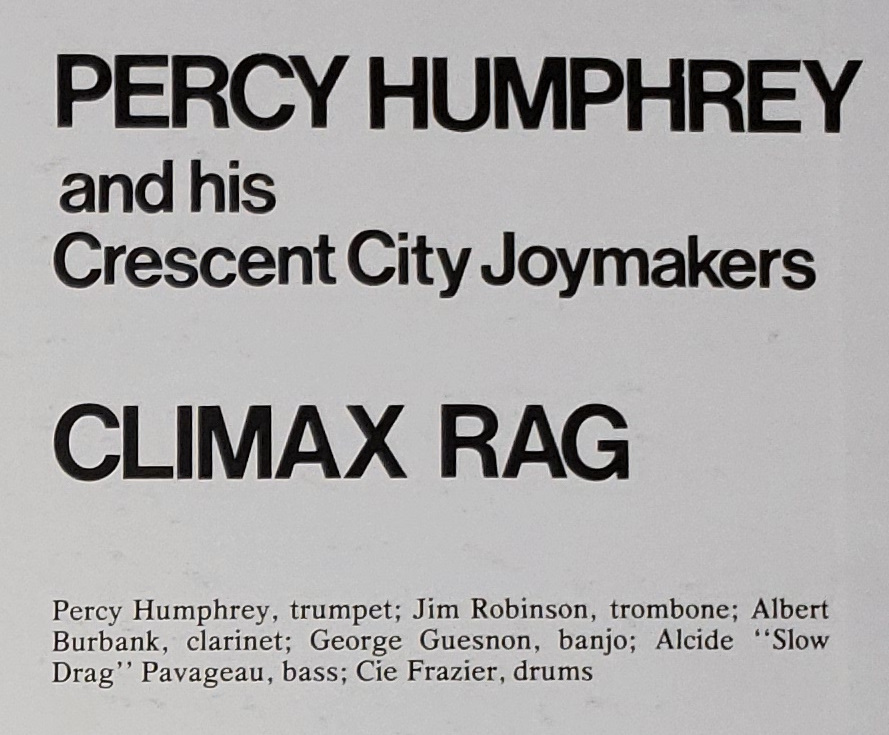 PERCY HUMPHREY
and his
Crescent City Joymakers
CLIMAX RAG
Percy Humphrey, trumpet; Jim Robinson, trombone; Albert
Burbank, clarinet; George Guesnon, banjo; Alcide ‘‘Slow
Drag’’ Pavageau, bass; Cie Frazier, drums